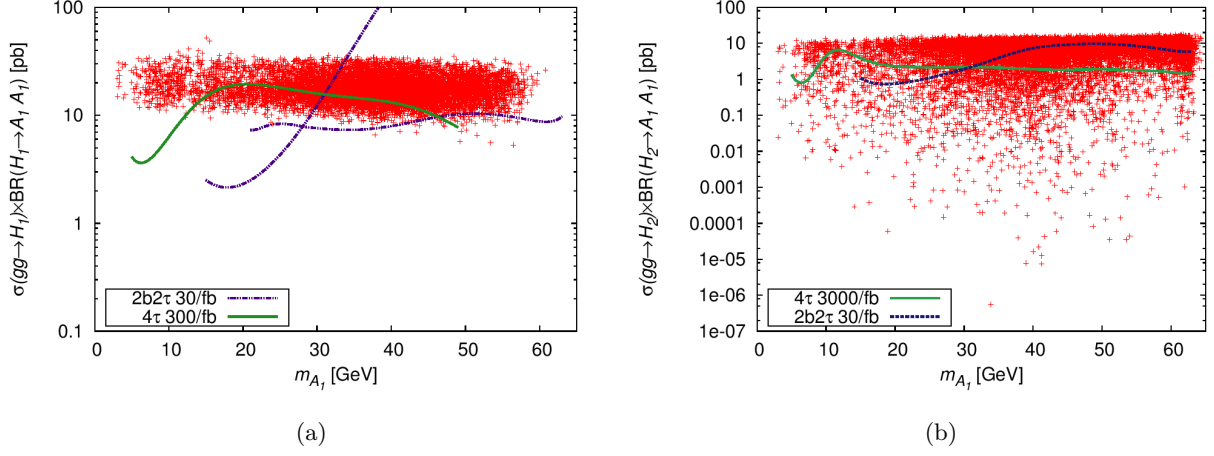 100
10
1
0.1
σ(gg→H₁)×BR(H₁→A₁ A₁) [pb]
2b2τ 30/fb
4τ 300/fb
0 10 20 30 40 50 60
m_A₁ [GeV]
(a)
100
10
1
0.1
0.01
0.001
0.0001
1e-05
1e-06
1e-07
σ(gg→H₂)×BR(H₂→A₁ A₁) [pb]
4τ 3000/fb
2b2τ 30/fb
0 10 20 30 40 50 60
m_A₁ [GeV]
(b)